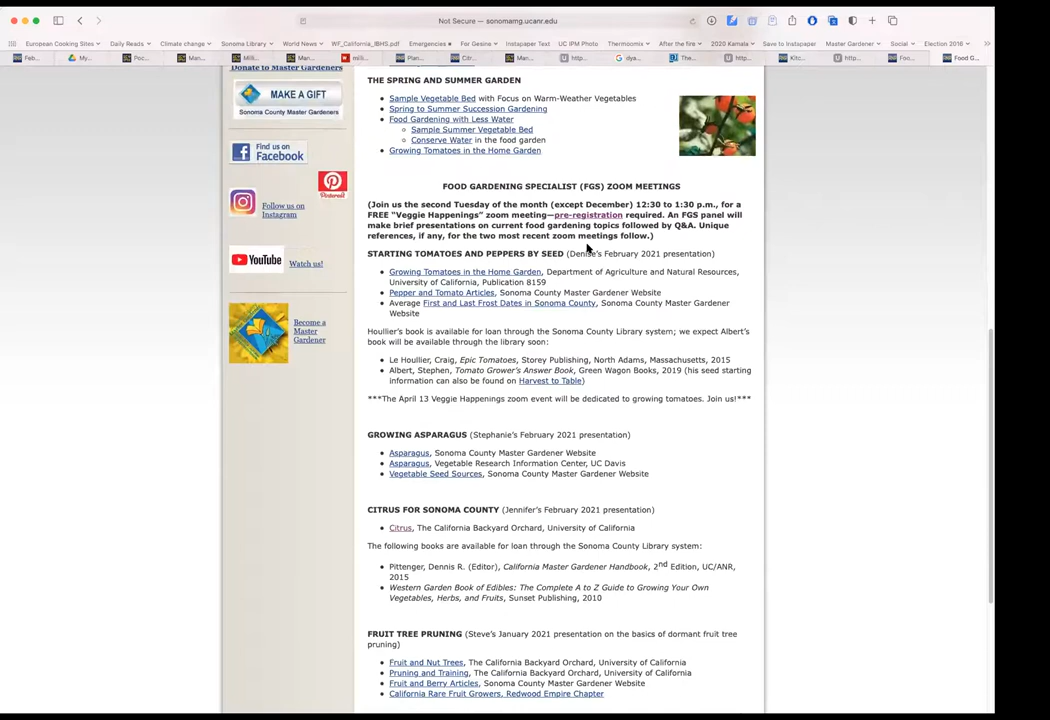 Not Secure — sonomamg.ucanr.edu
European Cooking Sites Daily Reads Climate change Sonoma Library World News WF_California_IBHS.pdf Emergencies For Gesine Instapaper Text UC IPM Photo Thermomix After the fire 2020 Kamala Save to Instapaper Master Gardener Social Election 2016
Feb... My... Poc... Man... Milli... Mar... milli... Plan... Citr... Mar... http... dya... The... http... Kitc... http... Foo... Food G...
Donate to Master Gardeners
MAKE A GIFT
Sonoma County Master Gardeners
Find us on
Facebook
Pinterest
Follow us on
Instagram
YouTube
Watch us!
Become a
Master
Gardener
THE SPRING AND SUMMER GARDEN
Sample Vegetable Bed with Focus on Warm-Weather Vegetables
Spring to Summer Succession Gardening
Food Gardening with Less Water
Sample Summer Vegetable Bed
Conserve Water in the food garden
Growing Tomatoes in the Home Garden
FOOD GARDENING SPECIALIST (FGS) ZOOM MEETINGS
(Join us the second Tuesday of the month (except December) 12:30 to 1:30 p.m., for a
FREE “Veggie Happenings” zoom meeting—pre-registration required. An FGS panel will
make brief presentations on current food gardening topics followed by Q&A. Unique
references, if any, for the two most recent zoom meetings follow.)
STARTING TOMATOES AND PEPPERS BY SEED (Denise’s February 2021 presentation)
Growing Tomatoes in the Home Garden, Department of Agriculture and Natural Resources,
University of California, Publication 8159
Pepper and Tomato Articles, Sonoma County Master Gardener Website
Average First and Last Frost Dates in Sonoma County, Sonoma County Master Gardener
Website
Houllier’s book is available for loan through the Sonoma County Library system; we expect Albert’s
book will be available through the library soon:
Le Houllier, Craig, Epic Tomatoes, Storey Publishing, North Adams, Massachusetts, 2015
Albert, Stephen, Tomato Grower’s Answer Book, Green Wagon Books, 2019 (his seed starting
information can also be found on Harvest to Table)
***The April 13 Veggie Happenings zoom event will be dedicated to growing tomatoes. Join us!***
GROWING ASPARAGUS (Stephanie’s February 2021 presentation)
Asparagus, Sonoma County Master Gardener Website
Asparagus, Vegetable Research Information Center, UC Davis
Vegetable Seed Sources, Sonoma County Master Gardener Website
CITRUS FOR SONOMA COUNTY (Jennifer’s February 2021 presentation)
Citrus, The California Backyard Orchard, University of California
The following books are available for loan through the Sonoma County Library system:
Pittenger, Dennis R. (Editor), California Master Gardener Handbook, 2nd Edition, UC/ANR,
2015
Western Garden Book of Edibles: The Complete A to Z Guide to Growing Your Own
Vegetables, Herbs, and Fruits, Sunset Publishing, 2010
FRUIT TREE PRUNING (Steve’s January 2021 presentation on the basics of dormant fruit tree
pruning)
Fruit and Nut Trees, The California Backyard Orchard, University of California
Pruning and Training, The California Backyard Orchard, University of California
Fruit and Berry Articles, Sonoma County Master Gardener Website
California Rare Fruit Growers, Redwood Empire Chapter